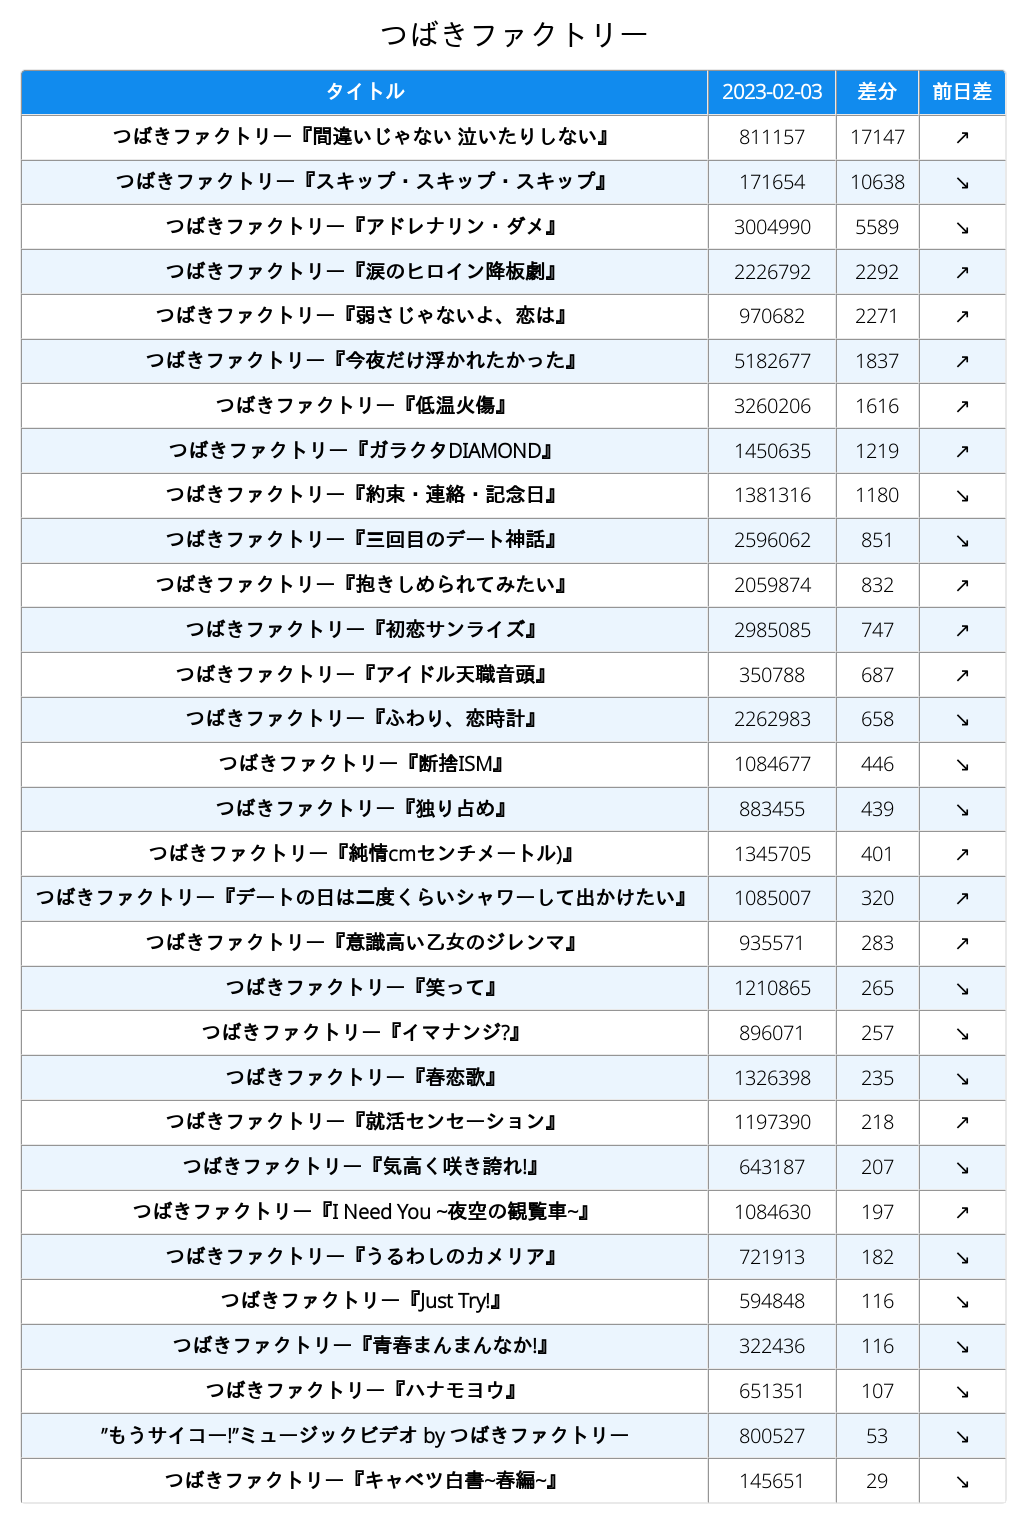 つばきファクトリー
タイトル 2023-02-03 差分 前日差
つばきファクトリー『間違いじゃない 泣いたりしない』 811157 17147 ↗
つばきファクトリー『スキップ・スキップ・スキップ』 171654 10638 ↘
つばきファクトリー『アドレナリン・ダメ』 3004990 5589 ↘
つばきファクトリー『涙のヒロイン降板劇』 2226792 2292 ↗
つばきファクトリー『弱さじゃないよ、恋は』 970682 2271 ↗
つばきファクトリー『今夜だけ浮かれたかった』 5182677 1837 ↗
つばきファクトリー『低温火傷』 3260206 1616 ↗
つばきファクトリー『ガラクタDIAMOND』 1450635 1219 ↗
つばきファクトリー『約束・連絡・記念日』 1381316 1180 ↘
つばきファクトリー『三回目のデート神話』 2596062 851 ↘
つばきファクトリー『抱きしめられてみたい』 2059874 832 ↗
つばきファクトリー『初恋サンライズ』 2985085 747 ↗
つばきファクトリー『アイドル天職音頭』 350788 687 ↗
つばきファクトリー『ふわり、恋時計』 2262983 658 ↘
つばきファクトリー『断捨ISM』 1084677 446 ↘
つばきファクトリー『独り占め』 883455 439 ↘
つばきファクトリー『純情cmセンチメートル)』 1345705 401 ↗
つばきファクトリー『デートの日は二度くらいシャワーして出かけたい』 1085007 320 ↗
つばきファクトリー『意識高い乙女のジレンマ』 935571 283 ↗
つばきファクトリー『笑って』 1210865 265 ↘
つばきファクトリー『イマナンジ?』 896071 257 ↘
つばきファクトリー『春恋歌』 1326398 235 ↘
つばきファクトリー『就活センセーション』 1197390 218 ↗
つばきファクトリー『気高く咲き誇れ!』 643187 207 ↘
つばきファクトリー『I Need You ~夜空の観覧車~』 1084630 197 ↗
つばきファクトリー『うるわしのカメリア』 721913 182 ↘
つばきファクトリー『Just Try!』 594848 116 ↘
つばきファクトリー『青春まんまんなか!』 322436 116 ↘
つばきファクトリー『ハナモヨウ』 651351 107 ↘
”もうサイコー!”ミュージックビデオ by つばきファクトリー 800527 53 ↘
つばきファクトリー『キャベツ白書~春編~』 145651 29 ↘